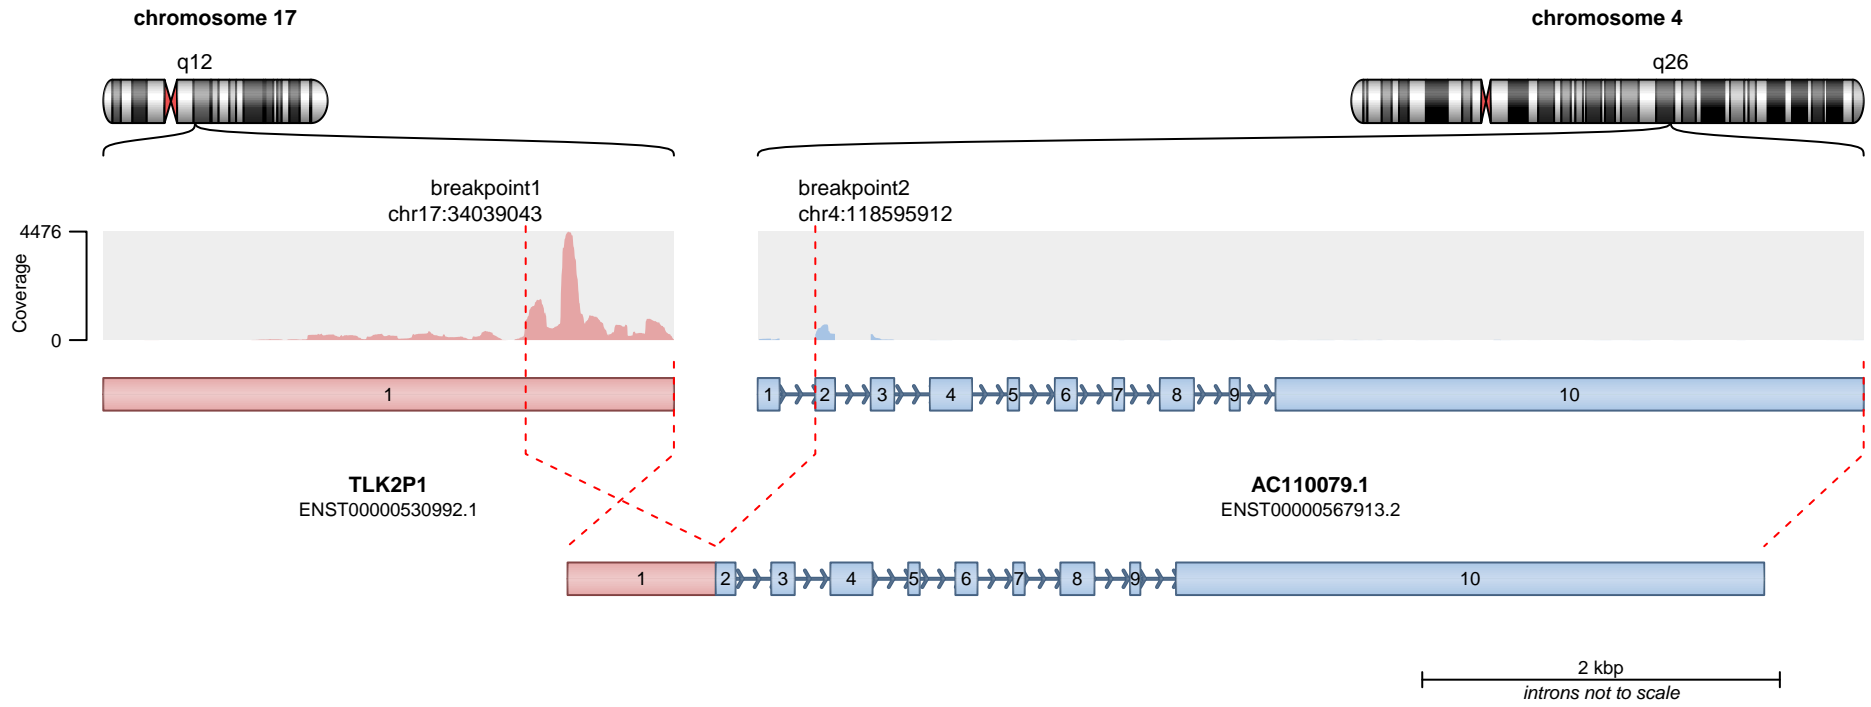 chromosome 17
chromosome 4
q12
q26
breakpoint1
chr17:34039043
breakpoint2
chr4:118595912
4476
0
Coverage
1
1 2 3 4 5 6 7 8 9 10
TLK2P1
ENST00000530992.1
AC110079.1
ENST00000567913.2
1 2 3 4 5 6 7 8 9 10
2 kbp
introns not to scale